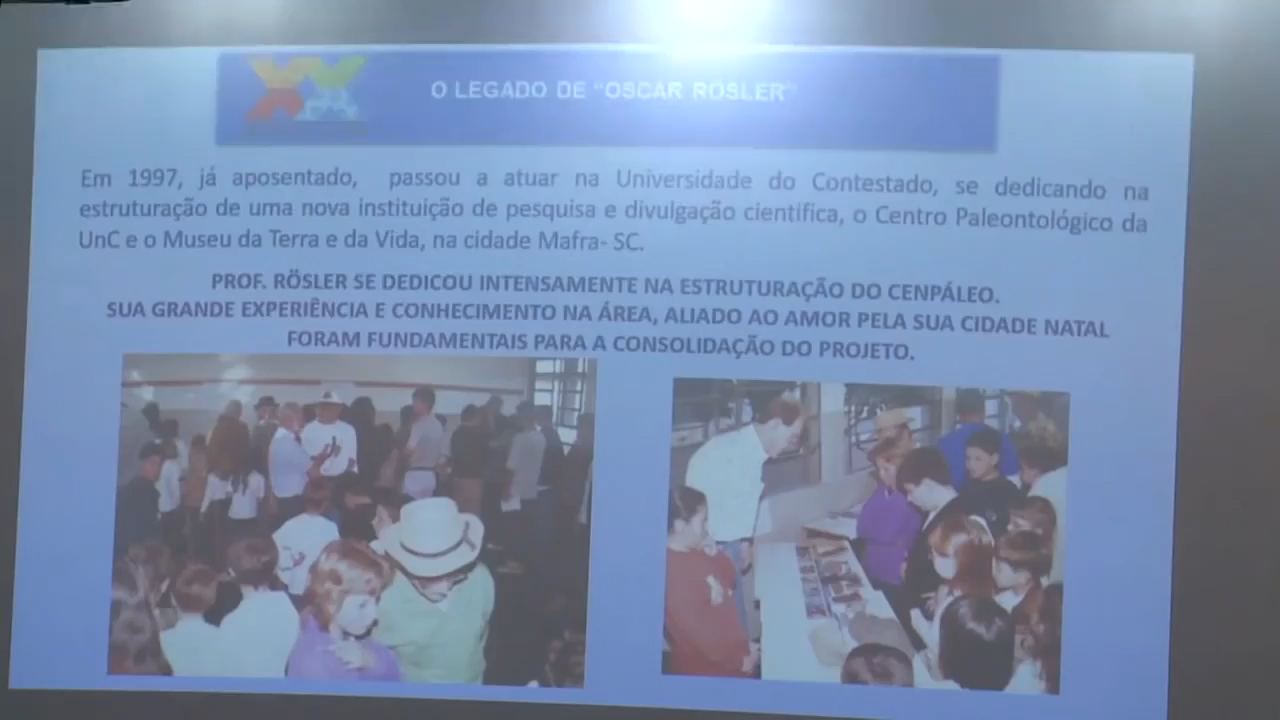 O LEGADO DE "OSCAR RÖSLER"
Em 1997, já aposentado, passou a atuar na Universidade do Contestado, se dedicando na
estruturação de uma nova instituição de pesquisa e divulgação cientifica, o Centro Paleontológico da
UnC e o Museu da Terra e da Vida, na cidade Mafra- SC.
PROF. RÖSLER SE DEDICOU INTENSAMENTE NA ESTRUTURAÇÃO DO CENPÁLEO.
SUA GRANDE EXPERIÊNCIA E CONHECIMENTO NA ÁREA, ALIADO AO AMOR PELA SUA CIDADE NATAL
FORAM FUNDAMENTAIS PARA A CONSOLIDAÇÃO DO PROJETO.